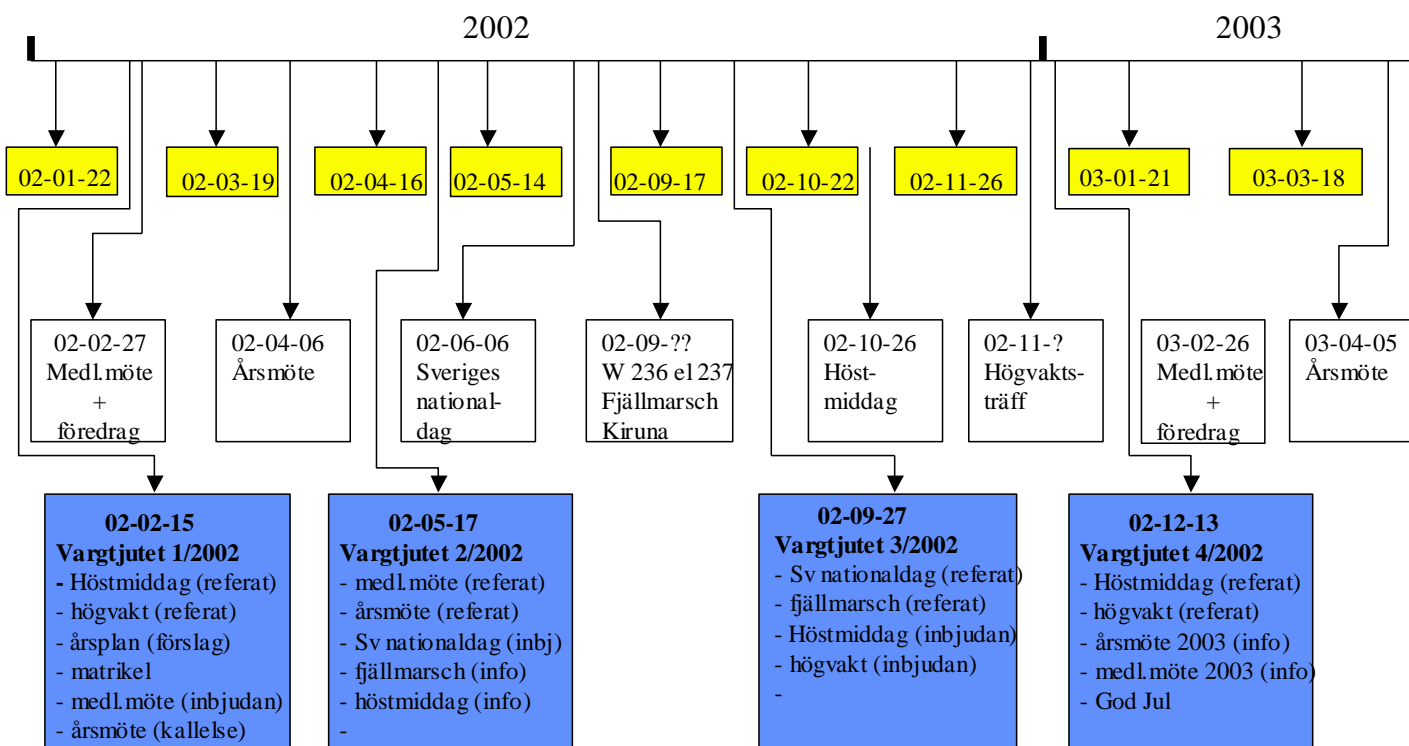 2002
2003
02-01-22
02-03-19
02-04-16
02-05-14
02-09-17
02-10-22
02-11-26
03-01-21
03-03-18
02-02-27
Medl.möte
+
föredrag
02-04-06
Årsmöte
02-06-06
Sveriges
national-
dag
02-09-??
W 236 el 237
Fjällmarsch
Kiruna
02-10-26
Höst-
middag
02-11-?
Högvakts-
träff
03-02-26
Medl.möte
+
föredrag
03-04-05
Årsmöte
02-02-15
Vargtjutet 1/2002
- Höstmiddag (referat)
- högvakt (referat)
- årsplan (förslag)
- matrikel
- medl.möte (inbjudan)
- årsmöte (kallelse)
02-05-17
Vargtjutet 2/2002
- medl.möte (referat)
- årsmöte (referat)
- Sv nationaldag (inbj)
- fjällmarsch (info)
- höstmiddag (info)
-
02-09-27
Vargtjutet 3/2002
- Sv nationaldag (referat)
- fjällmarsch (referat)
- Höstmiddag (inbjudan)
- högvakt (inbjudan)
-
02-12-13
Vargtjutet 4/2002
- Höstmiddag (referat)
- högvakt (referat)
- årsmöte 2003 (info)
- medl.möte 2003 (info)
- God Jul